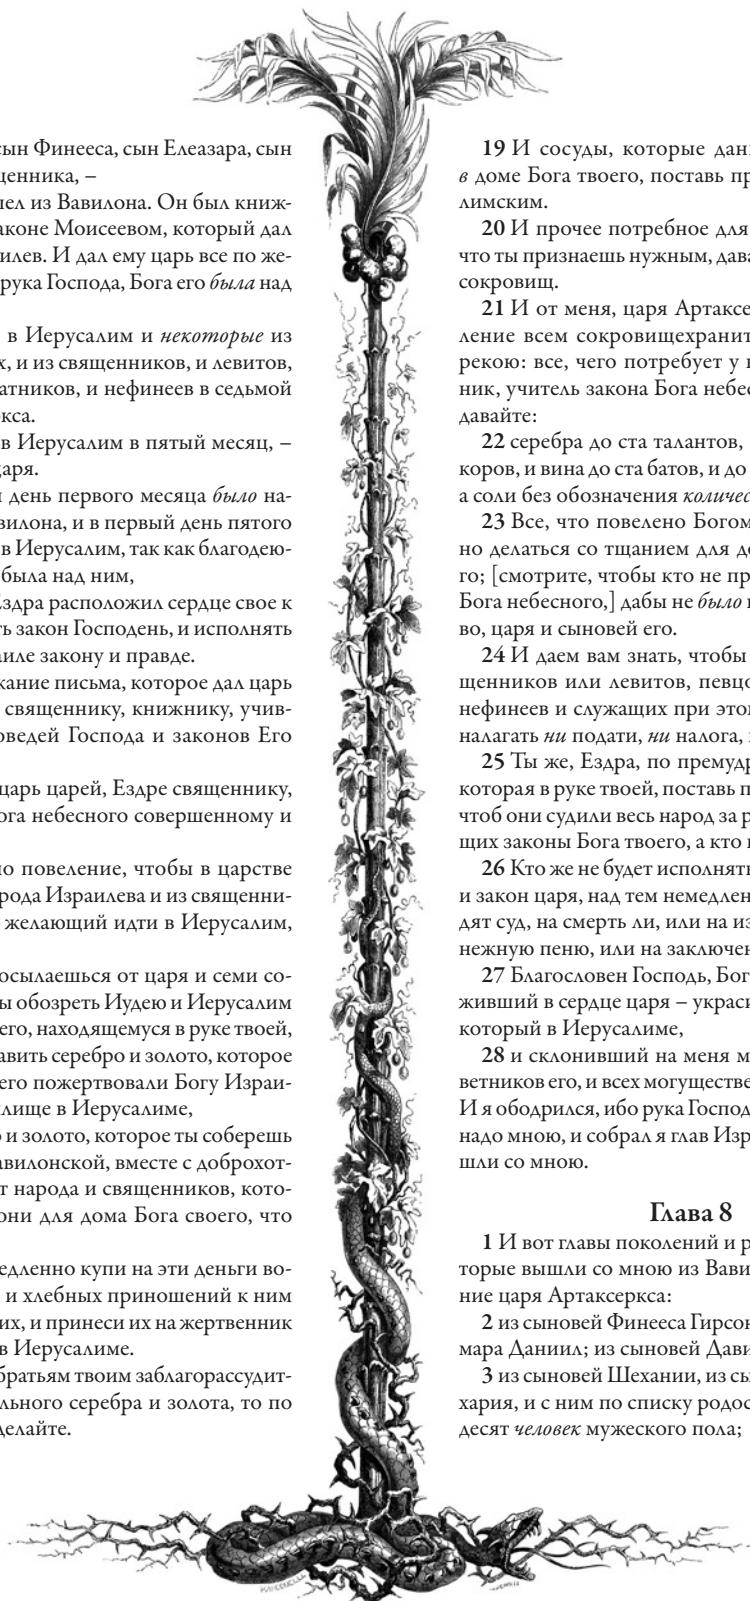 сын Финееса, сын Елеазара, сын
щенника, –
шел из Вавилона. Он был книж-
аконе Моисеевом, который дал
илев. И дал ему царь все по же-
рука Господа, Бога его было над
в Иерусалим и некоторые из
х, и из священников, и левитов,
атников, и нефинеев в седьмой
кса.
в Иерусалим в пятый месяц, –
царя.
й день первого месяца было на-
авилона, и в первый день пятого
в Иерусалим, так как благодею-
была над ним,
Ездра расположил сердце свое к
ть закон Господень, и исполнять
аиле закону и правде.
жание письма, которое дал царь
священнику, книжнику, учив-
оведей Господа и законов Его
царь царей, Ездре священнику,
ога небесного совершенному и
но повеление, чтобы в царстве
арода Израилева и из священни-
желающий идти в Иерусалим,
осылаешься от царя и семи со-
ы обозреть Иудею и Иерусалим
оего, находящемуся в руке твоей,
авить серебро и золото, которое
его пожертвовали Богу Израи-
илище в Иерусалиме,
о и золото, которое ты соберешь
авилонской, вместе с доброхот-
т народа и священников, кото-
они для дома Бога своего, что
едленно купи на эти деньги во-
и хлебных приношений к ним
их, и принеси их на жертвенник
в Иерусалиме.
братьям твоим заблагорассудит-
льного серебра и золота, то по
делайте.
19 И сосуды, которые дан
в доме Бога твоего, поставь пр
лимским.
20 И прочее потребное для
что ты признаешь нужным, дава
сокровищ.
21 И от меня, царя Артаксе
ление всем сокровищехранит
рекою: все, чего потребует у
ник, учитель закона Бога небес
давайте:
22 серебра до ста талантов,
коров, и вина до ста батов, и до
а соли без обозначения количес
23 Все, что повелено Богом
но делаться со тщанием для до
го; [смотрите, чтобы кто не пр
Бога небесного,] дабы не было
во, царя и сыновей его.
24 И даем вам знать, чтобы
щенников или левитов, певцо
нефинеев и служащих при этом
налагать ни подати, ни налога,
25 Ты же, Ездра, по премудр
которая в руке твоей, поставь п
чтоб они судили весь народ за р
щих законы Бога твоего, а кто
26 Кто же не будет исполнять
и закон царя, над тем немедлен
дят суд, на смерть ли, или на из
нежную пеню, или на заключен
27 Благословен Господь, Бог
живший в сердце царя – украси
который в Иерусалиме,
28 и склонивший на меня м
ветников его, и всех могуществе
И я ободрился, ибо рука Господ
надо мною, и собрал я глав Изр
шли со мною.
Глава 8
1 И вот главы поколений и р
торые вышли со мною из Вави
ние царя Артаксеркса:
2 из сыновей Финееса Гирсон
мара Даниил; из сыновей Дави
3 из сыновей Шехании, из сы
хария, и с ним по списку родос
десят человек мужеского пола;